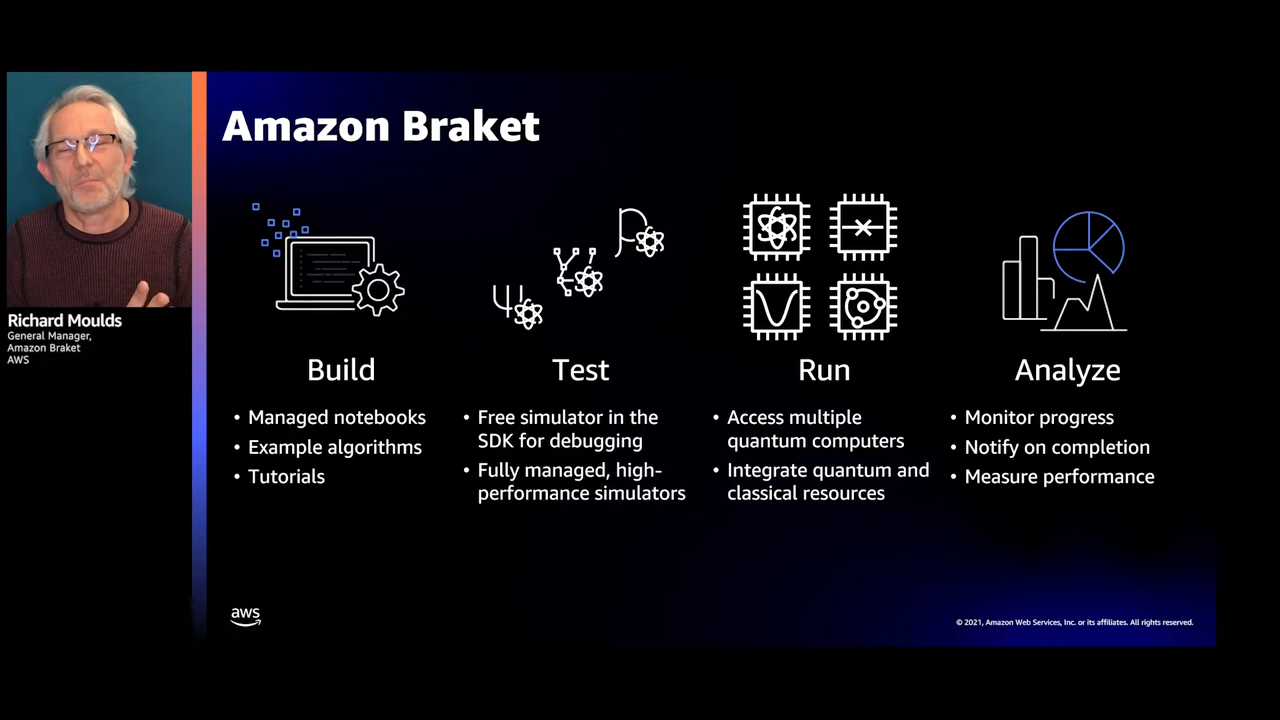 Amazon Braket
Richard Moulds
General Manager,
Amazon Braket
AWS
Build
• Managed notebooks
• Example algorithms
• Tutorials
Test
• Free simulator in the
SDK for debugging
• Fully managed, high-
performance simulators
Run
• Access multiple
quantum computers
• Integrate quantum and
classical resources
Analyze
• Monitor progress
• Notify on completion
• Measure performance
aws
© 2021, Amazon Web Services, Inc. or its affiliates. All rights reserved.